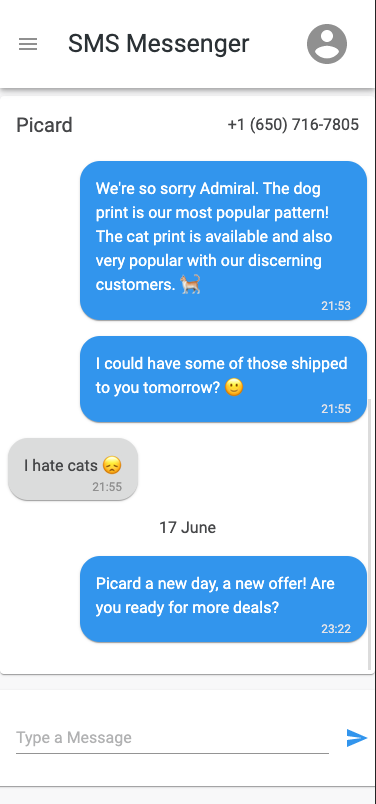 SMS Messenger
Picard +1 (650) 716-7805
We're so sorry Admiral. The dog
print is our most popular pattern!
The cat print is available and also
very popular with our discerning
customers. 🐈
21:53
I could have some of those shipped
to you tomorrow? 🙂
21:55
I hate cats 😞
21:55
17 June
Picard a new day, a new offer! Are
you ready for more deals?
23:22
Type a Message